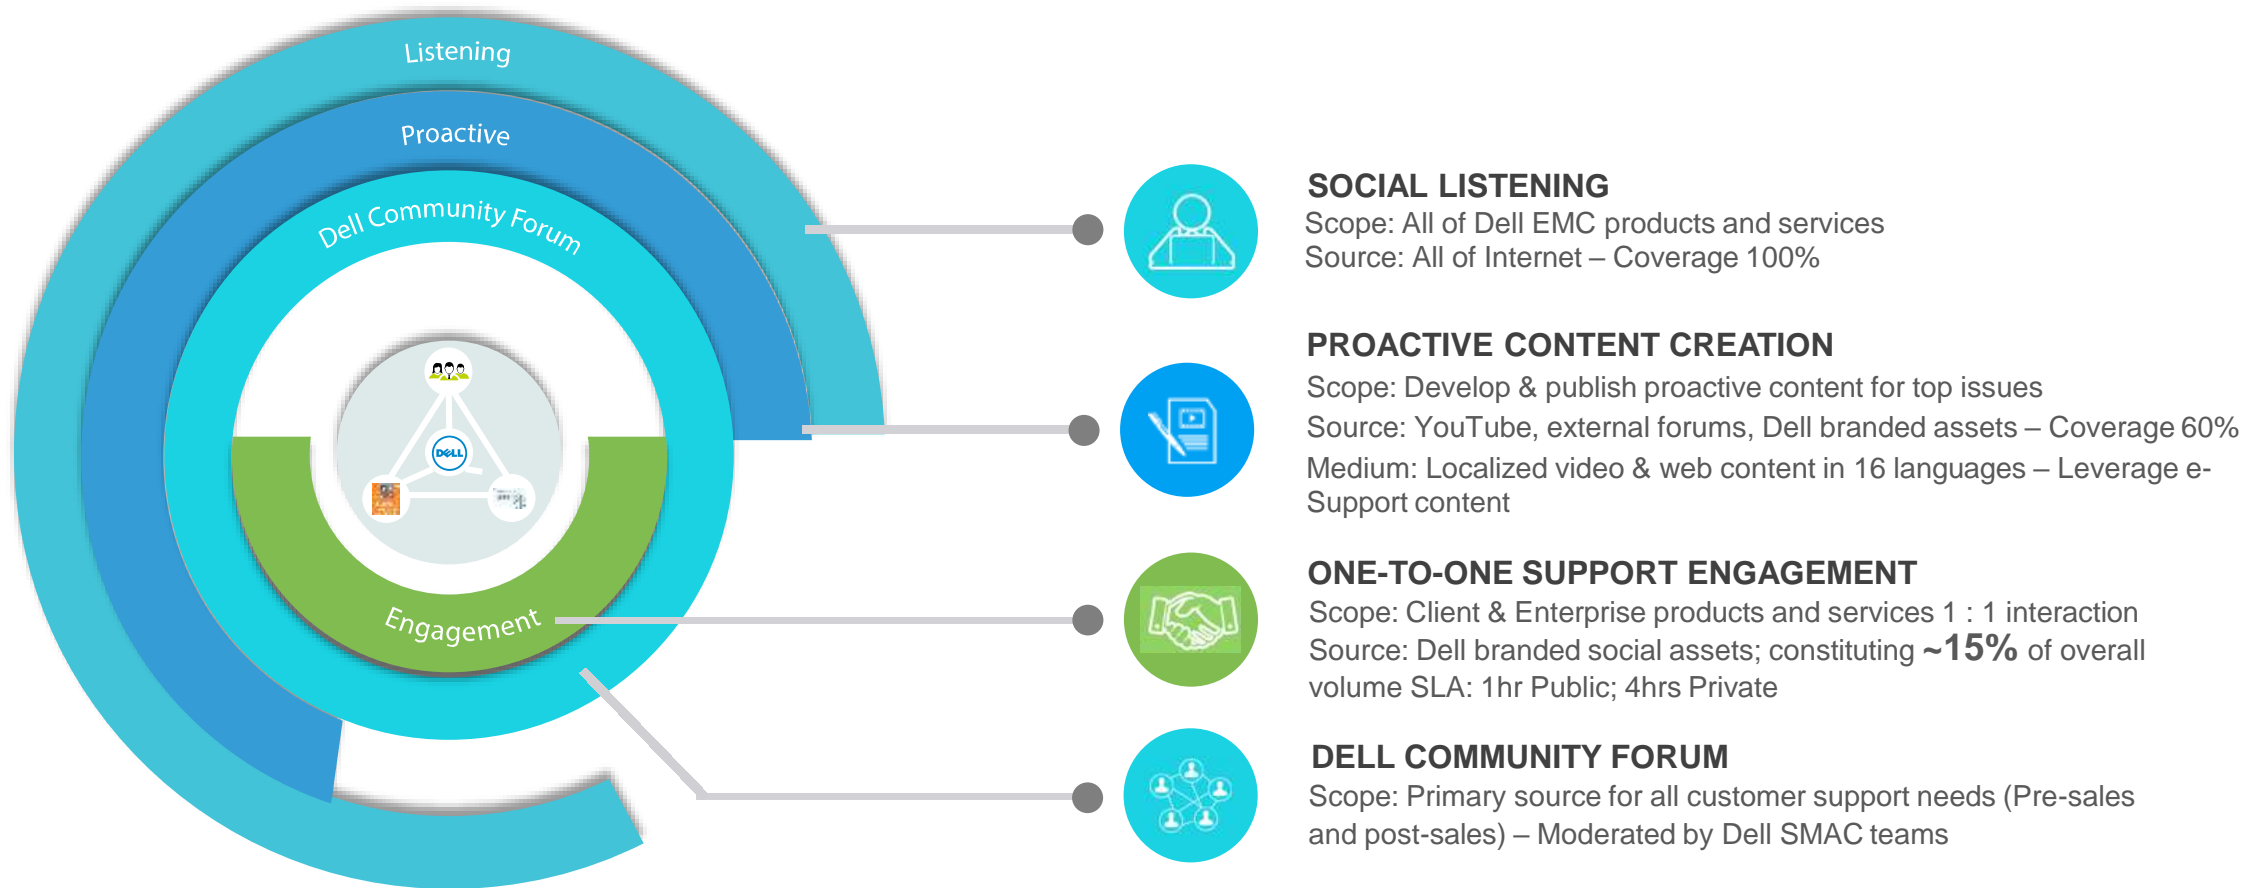 Listening
Proactive
Dell Community Forum
DELL
Engagement
SOCIAL LISTENING
Scope: All of Dell EMC products and services
Source: All of Internet – Coverage 100%
PROACTIVE CONTENT CREATION
Scope: Develop & publish proactive content for top issues
Source: YouTube, external forums, Dell branded assets – Coverage 60%
Medium: Localized video & web content in 16 languages – Leverage e-
Support content
ONE-TO-ONE SUPPORT ENGAGEMENT
Scope: Client & Enterprise products and services 1 : 1 interaction
Source: Dell branded social assets; constituting ~15% of overall
volume SLA: 1hr Public; 4hrs Private
DELL COMMUNITY FORUM
Scope: Primary source for all customer support needs (Pre-sales
and post-sales) – Moderated by Dell SMAC teams